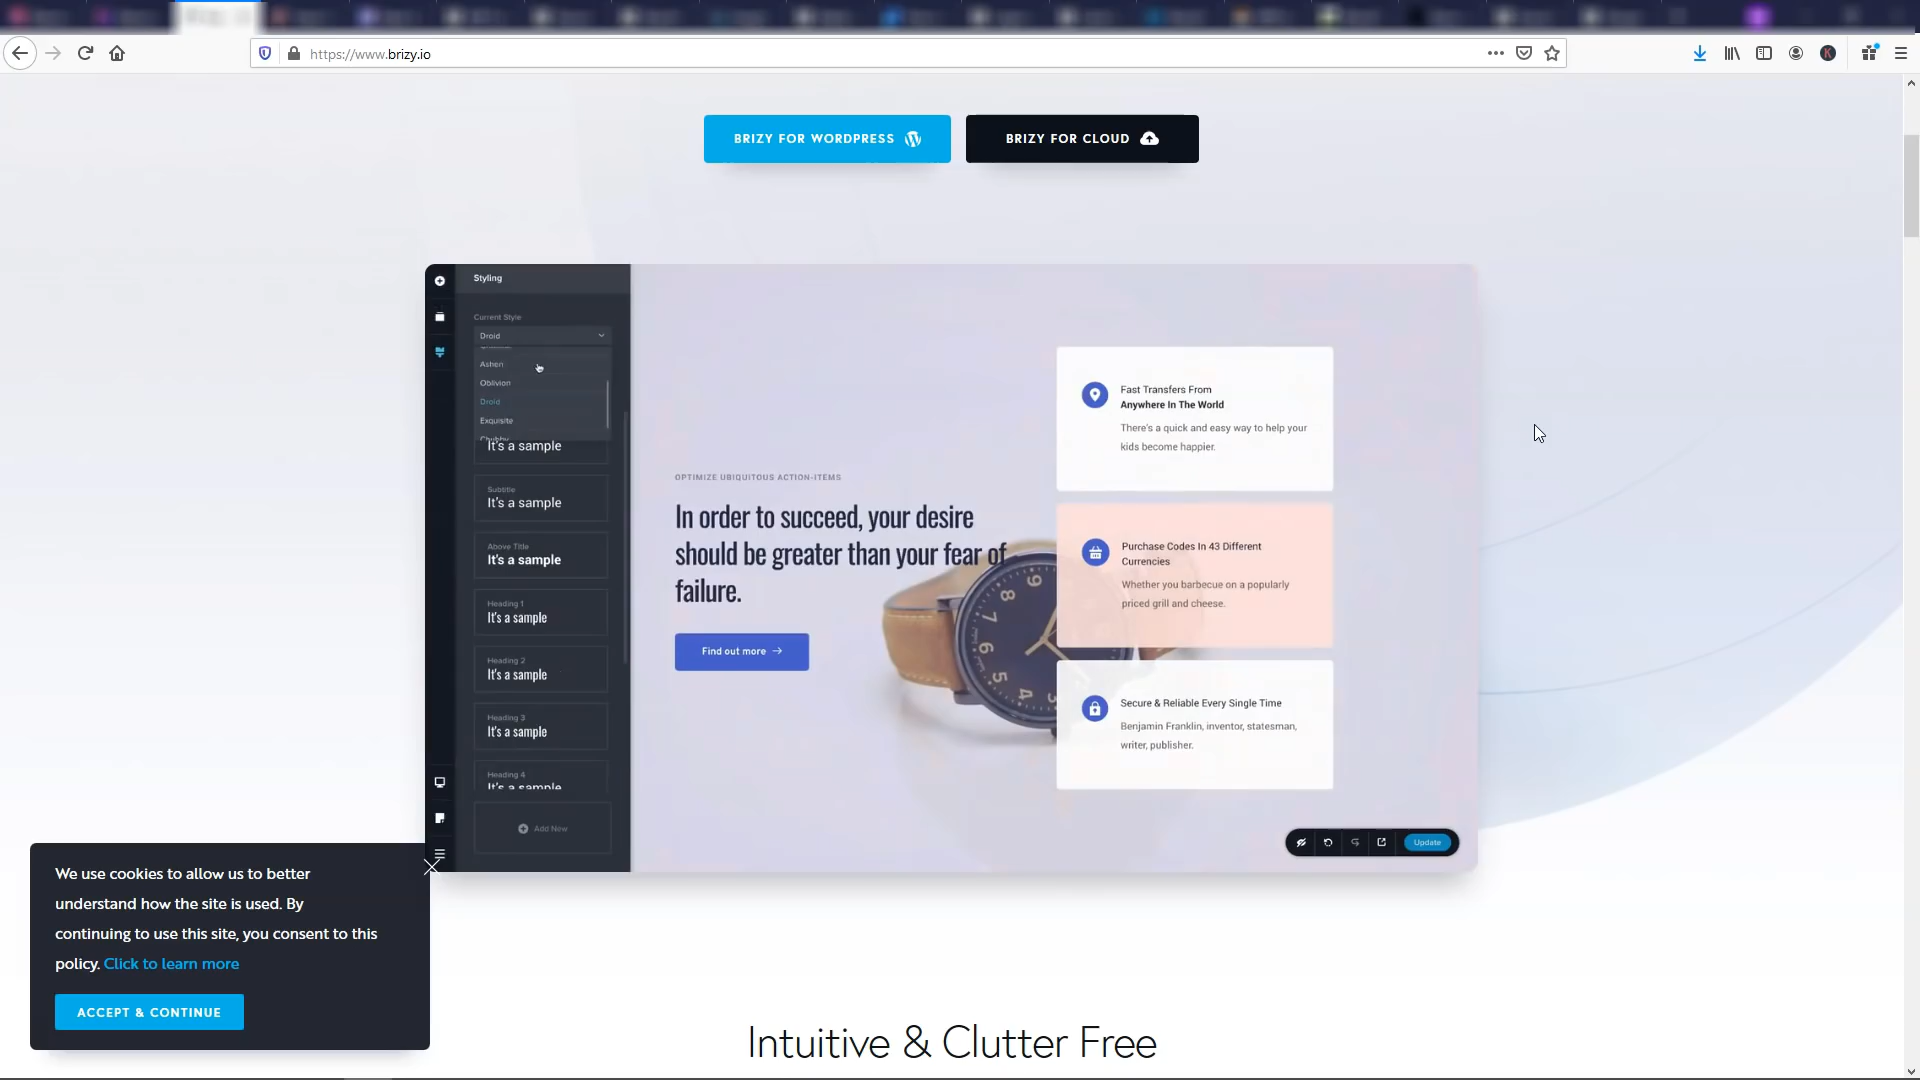 https://www.brizy.io
BRIZY FOR WORDPRESS
BRIZY FOR CLOUD
Styling
Current Style
Droid
Ashen
Oblivion
Droid
Exquisite
Chubby
It's a sample
Subtitle
It's a sample
Above Title
It's a sample
Heading 1
It's a sample
Heading 2
It's a sample
Heading 3
It's a sample
Heading 4
It's a sample
Add New
OPTIMIZE UBIQUITOUS ACTION-ITEMS
In order to succeed, your desire
should be greater than your fear of
failure.
Find out more
Fast Transfers From
Anywhere In The World
There's a quick and easy way to help your
kids become happier.
Purchase Codes In 43 Different
Currencies
Whether you barbecue on a popularly
priced grill and cheese.
Secure & Reliable Every Single Time
Benjamin Franklin, inventor, statesman,
writer, publisher.
Update
We use cookies to allow us to better
understand how the site is used. By
continuing to use this site, you consent to this
policy. Click to learn more
ACCEPT & CONTINUE
Intuitive & Clutter Free